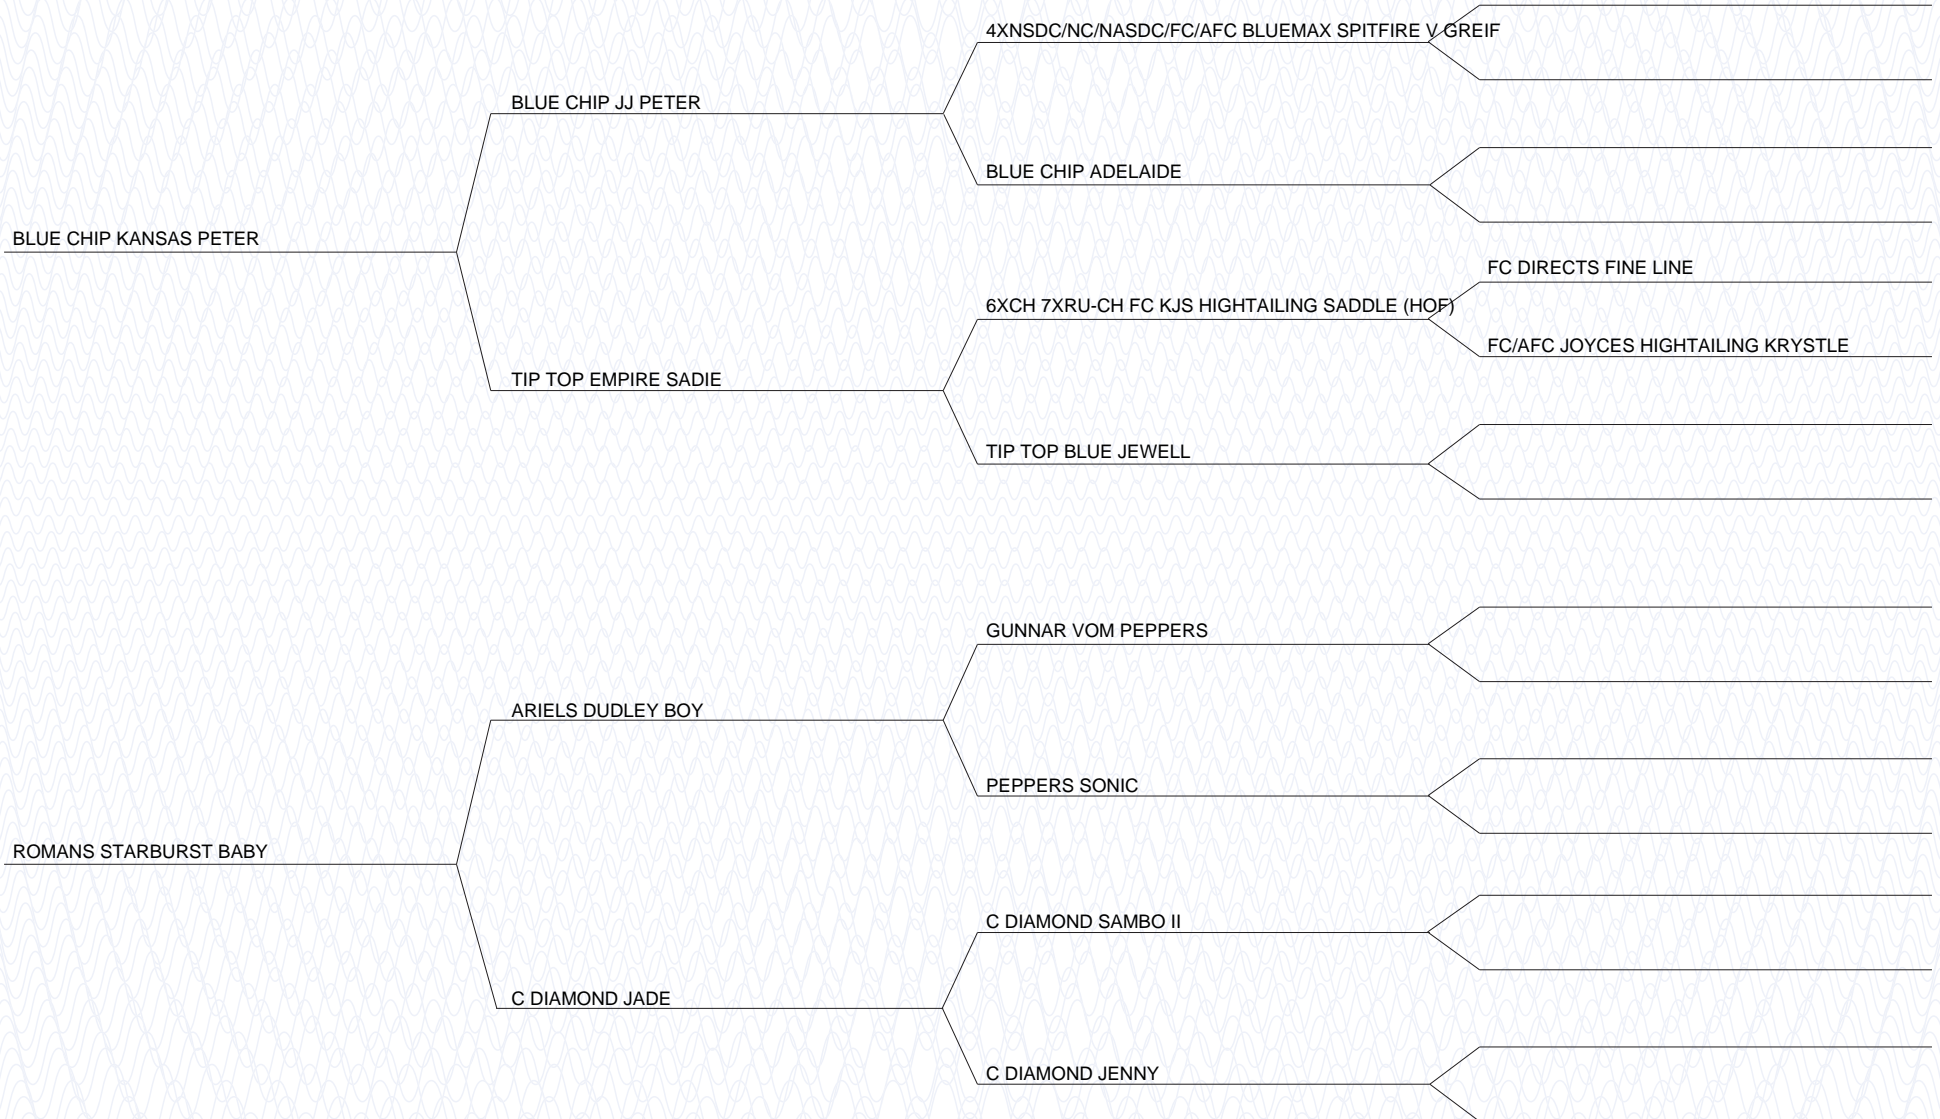 4XNSDC/NC/NASDC/FC/AFC BLUEMAX SPITFIRE V GREIF
BLUE CHIP JJ PETER
BLUE CHIP ADELAIDE
BLUE CHIP KANSAS PETER
FC DIRECTS FINE LINE
6XCH 7XRU-CH FC KJS HIGHTAILING SADDLE (HOF)
FC/AFC JOYCES HIGHTAILING KRYSTLE
TIP TOP EMPIRE SADIE
TIP TOP BLUE JEWELL
GUNNAR VOM PEPPERS
ARIELS DUDLEY BOY
PEPPERS SONIC
ROMANS STARBURST BABY
C DIAMOND SAMBO II
C DIAMOND JADE
C DIAMOND JENNY